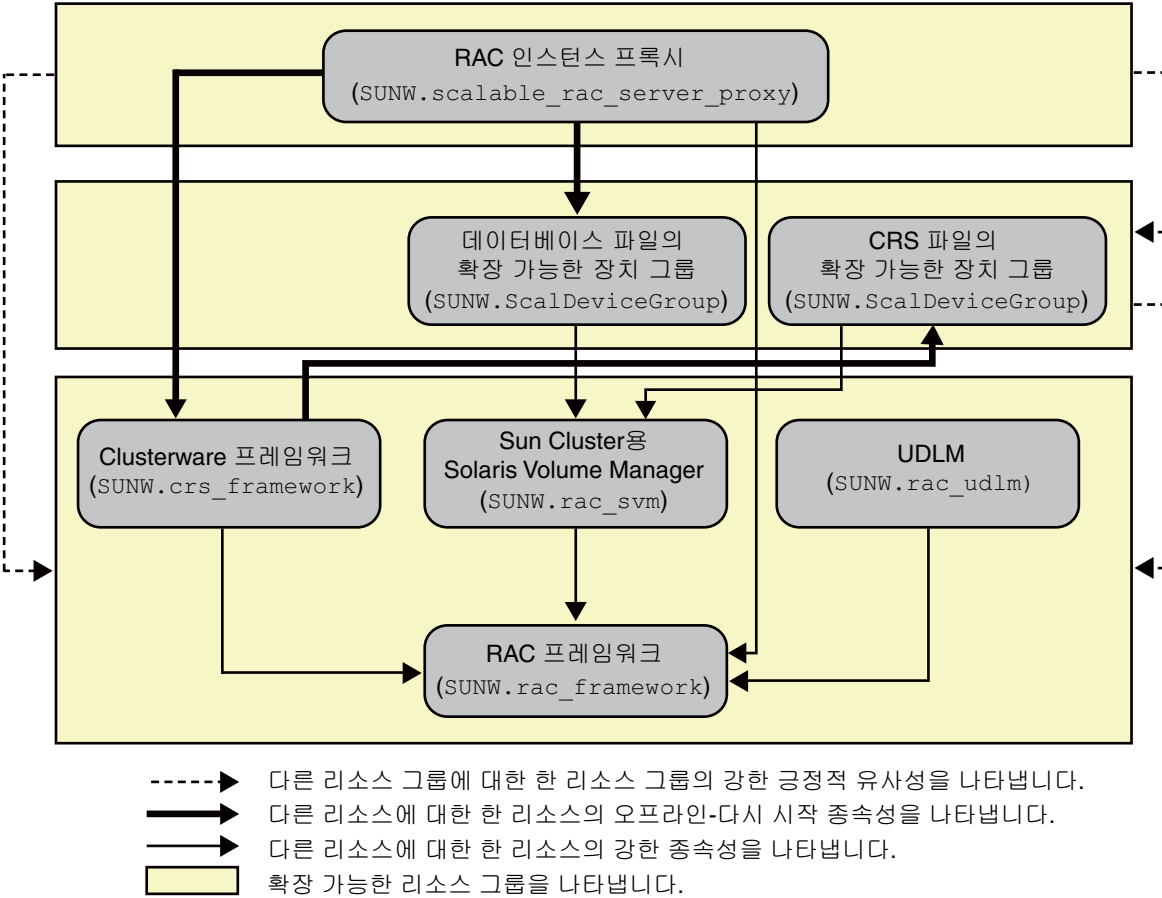 RAC 인스턴스 프록시
(SUNW.scalable_rac_server_proxy)
데이터베이스 파일의
확장 가능한 장치 그룹
(SUNW.ScalDeviceGroup)
CRS 파일의
확장 가능한 장치 그룹
(SUNW.ScalDeviceGroup)
Clusterware 프레임워크
(SUNW.crs_framework)
Sun Cluster용
Solaris Volume Manager
(SUNW.rac_svm)
UDLM
(SUNW.rac_udlm)
RAC 프레임워크
(SUNW.rac_framework)
다른 리소스 그룹에 대한 한 리소스 그룹의 강한 긍정적 유사성을 나타냅니다.
다른 리소스에 대한 한 리소스의 오프라인-다시 시작 종속성을 나타냅니다.
다른 리소스에 대한 한 리소스의 강한 종속성을 나타냅니다.
확장 가능한 리소스 그룹을 나타냅니다.